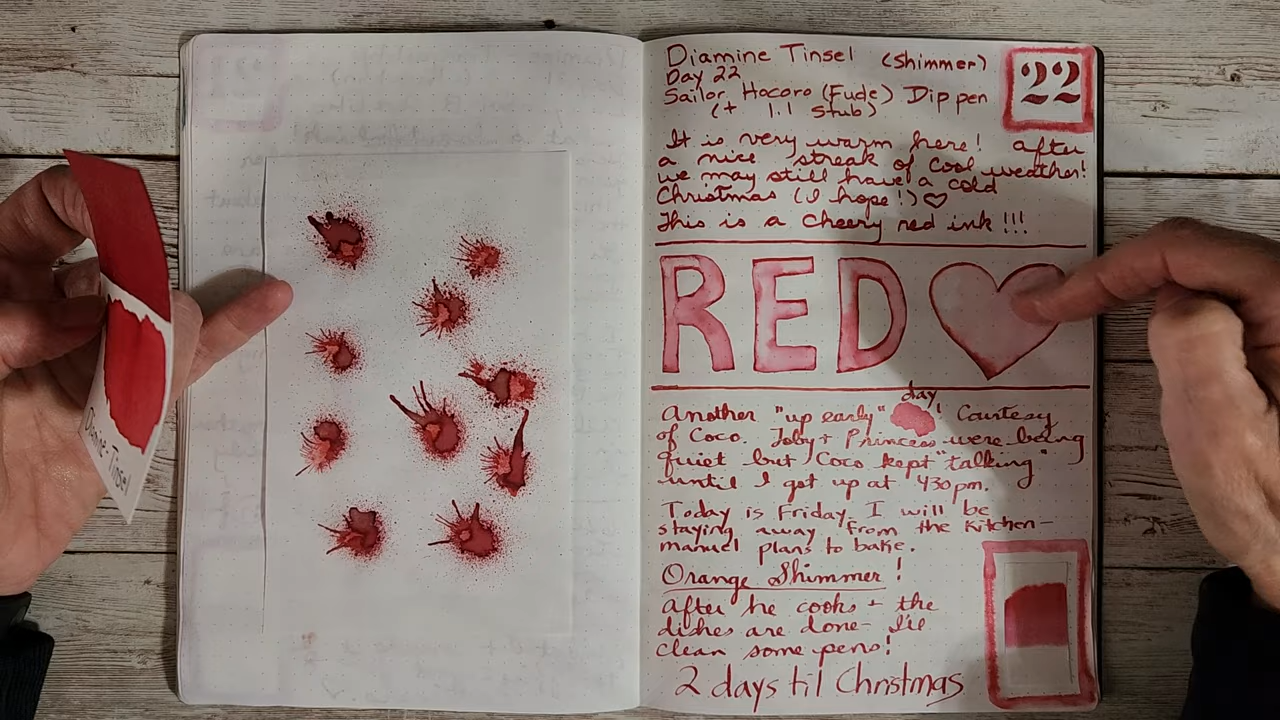 Diamine Tinsel (shimmer)
Day 22
22
Sailor Hocoro (Fude) Dip pen
(+ 1.1 stub)
It is very warm here! after
a nice streak of cool weather!
we may still have a cold
Christmas (I hope!) ♡
This is a cheery red ink!!!
RED
day
Another "up early" ! Courtesy
of Coco. Toby + Princess were being
quiet but Coco kept "talking"
until I got up at 430pm.
Today is Friday. I will be
staying away from the kitchen-
manuel plans to bake.
Orange Shimmer!
After he cooks + the
dishes are done- I'll
clean some pens!
2 days til Christmas
Diamine-Tinsel